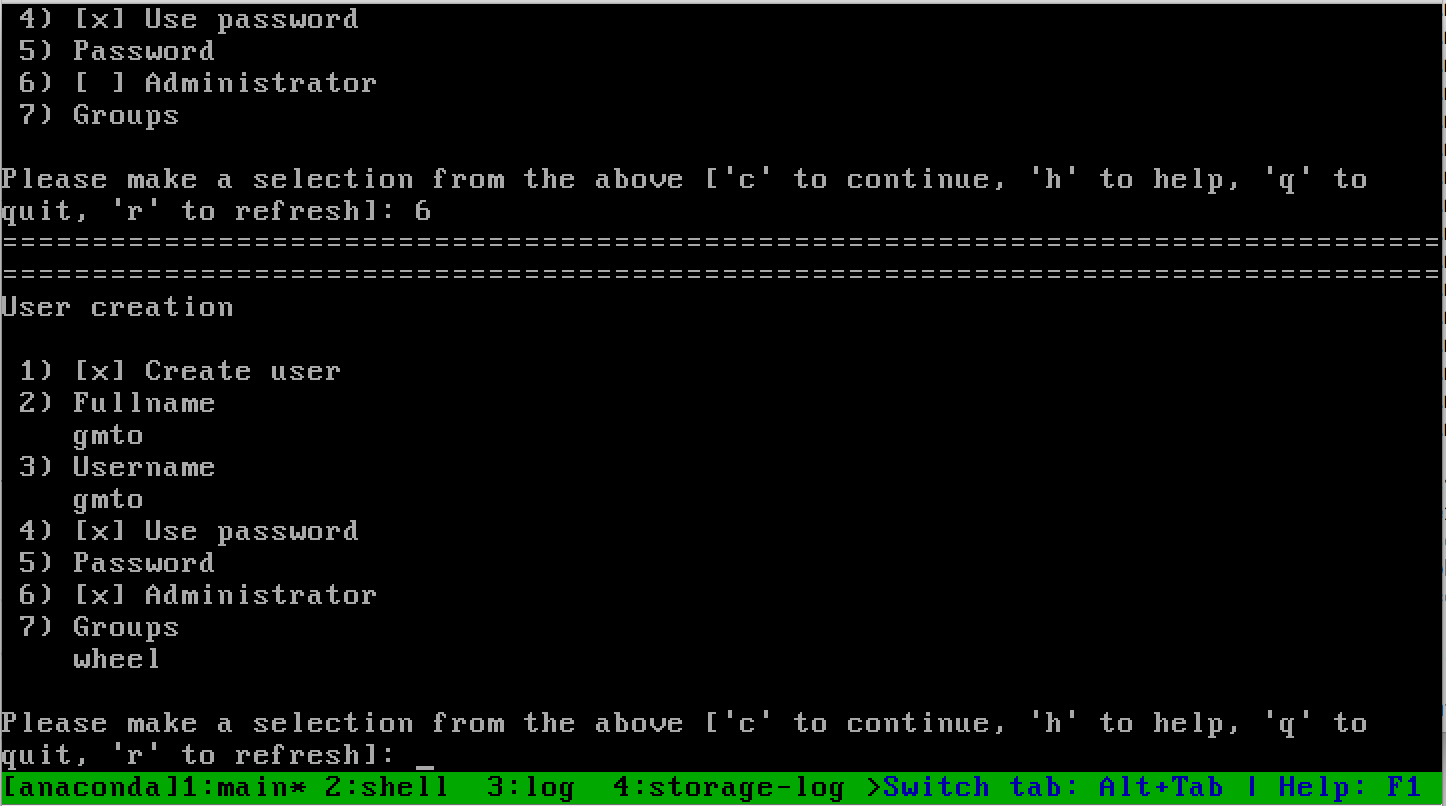 4) [x] Use password
5) Password
6) [ ] Administrator
7) Groups
Please make a selection from the above ['c' to continue, 'h' to help, 'q' to
quit, 'r' to refresh]: 6
================================================================================
================================================================================
User creation
1) [x] Create user
2) Fullname
gmto
3) Username
gmto
4) [x] Use password
5) Password
6) [x] Administrator
7) Groups
wheel
Please make a selection from the above ['c' to continue, 'h' to help, 'q' to
quit, 'r' to refresh]: _
[anaconda]1:main* 2:shell  3:log  4:storage-log >Switch tab: Alt+Tab | Help: F1